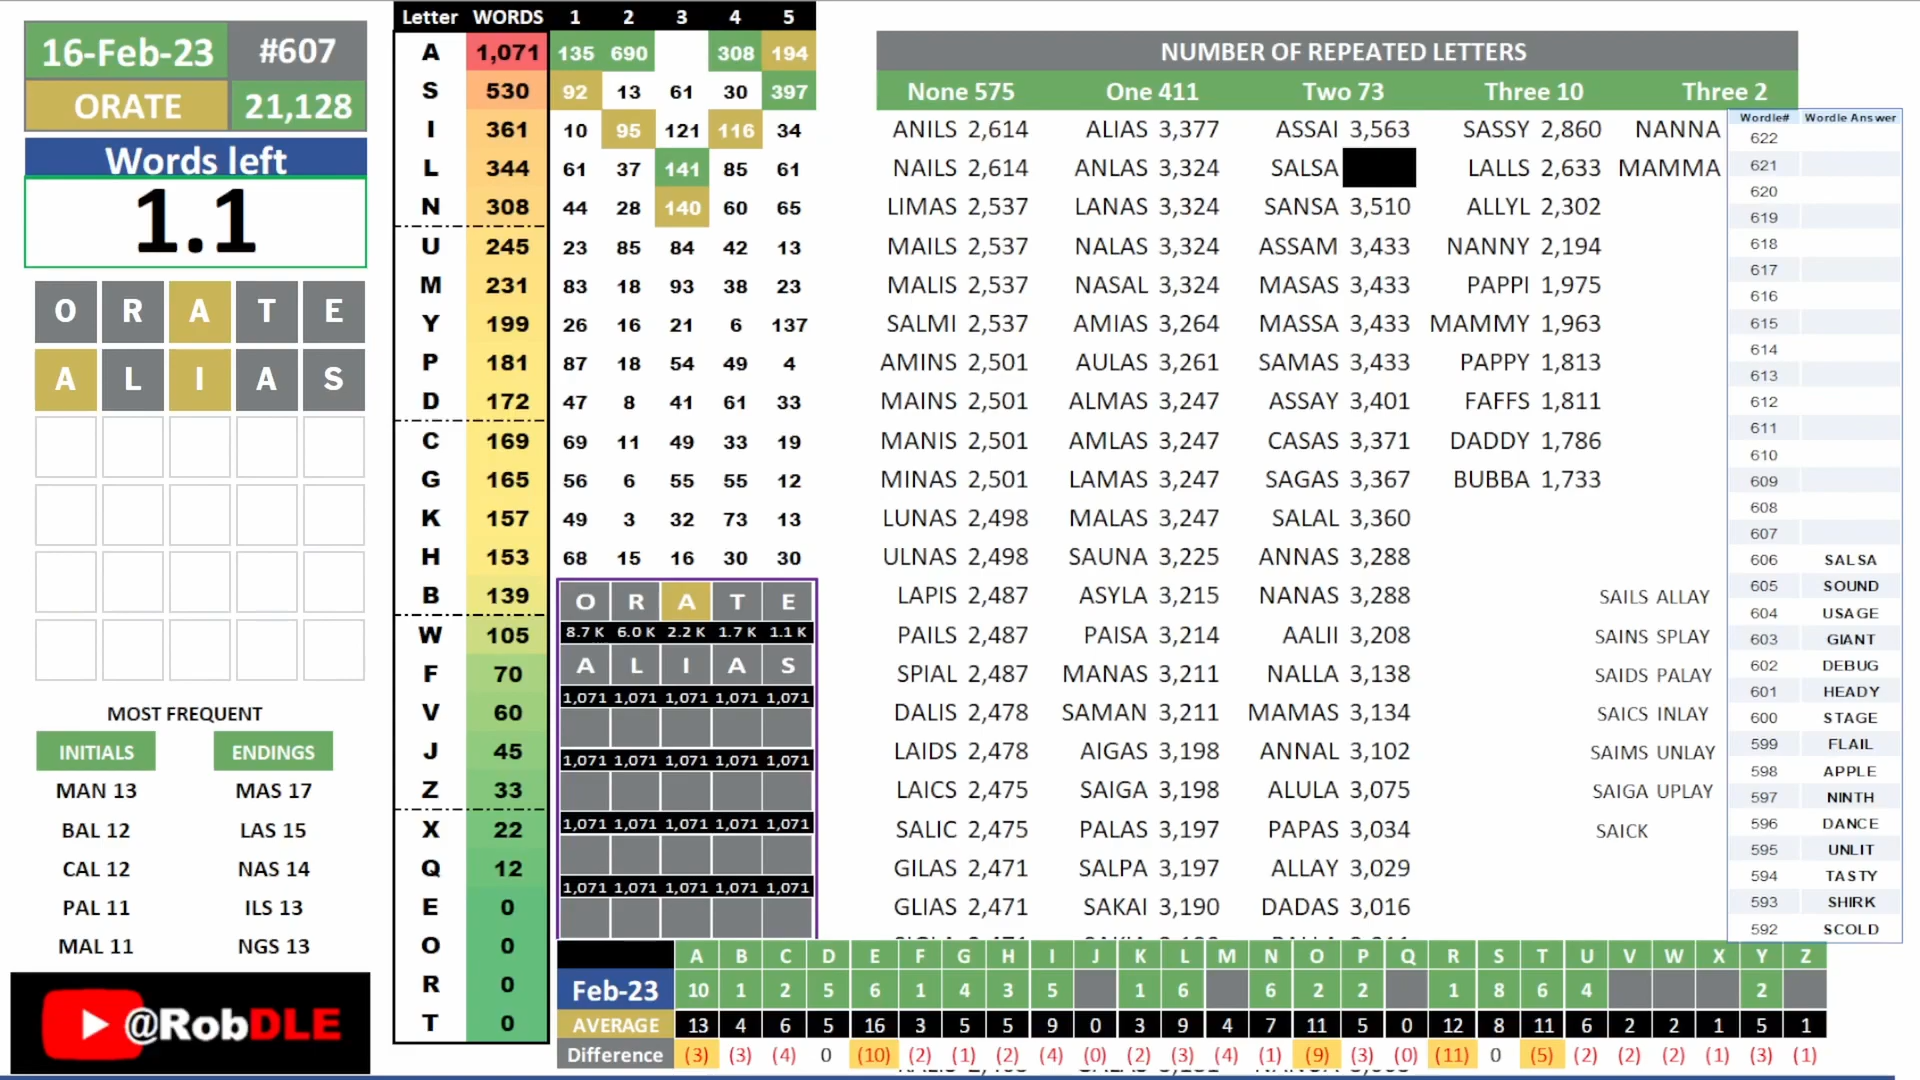 16-Feb-23 #607
ORATE 21,128
Words left
1.1
O R A T E
A L I A S
MOST FREQUENT
INITIALS ENDINGS
MAN 13 MAS 17
BAL 12 LAS 15
CAL 12 NAS 14
PAL 11 ILS 13
MAL 11 NGS 13
@RobDLE
Letter WORDS 1 2 3 4 5
A 1,071 135 690 308 194
S 530 92 13 61 30 397
I 361 10 95 121 116 34
L 344 61 37 141 85 61
N 308 44 28 140 60 65
U 245 23 85 84 42 13
M 231 83 18 93 38 23
Y 199 26 16 21 6 137
P 181 87 18 54 49 4
D 172 47 8 41 61 33
C 169 69 11 49 33 19
G 165 56 6 55 55 12
K 157 49 3 32 73 13
H 153 68 15 16 30 30
B 139
W 105
F 70
V 60
J 45
Z 33
X 22
Q 12
E 0
O 0
R 0
T 0
O R A T E
8.7 K 6.0 K 2.2 K 1.7 K 1.1 K
A L I A S
1,071 1,071 1,071 1,071 1,071
1,071 1,071 1,071 1,071 1,071
1,071 1,071 1,071 1,071 1,071
1,071 1,071 1,071 1,071 1,071
NUMBER OF REPEATED LETTERS
None 575 One 411 Two 73 Three 10 Three 2
ANILS 2,614 ALIAS 3,377 ASSAI 3,563 SASSY 2,860 NANNA
NAILS 2,614 ANLAS 3,324 SALSA LALLS 2,633 MAMMA
LIMAS 2,537 LANAS 3,324 SANSA 3,510 ALLYL 2,302
MAILS 2,537 NALAS 3,324 ASSAM 3,433 NANNY 2,194
MALIS 2,537 NASAL 3,324 MASAS 3,433 PAPPI 1,975
SALMI 2,537 AMIAS 3,264 MASSA 3,433 MAMMY 1,963
AMINS 2,501 AULAS 3,261 SAMAS 3,433 PAPPY 1,813
MAINS 2,501 ALMAS 3,247 ASSAY 3,401 FAFFS 1,811
MANIS 2,501 AMLAS 3,247 CASAS 3,371 DADDY 1,786
MINAS 2,501 LAMAS 3,247 SAGAS 3,367 BUBBA 1,733
LUNAS 2,498 MALAS 3,247 SALAL 3,360
ULNAS 2,498 SAUNA 3,225 ANNAS 3,288
LAPIS 2,487 ASYLA 3,215 NANAS 3,288 SAILS ALLAY
PAILS 2,487 PAISA 3,214 AALII 3,208 SAINS SPLAY
SPIAL 2,487 MANAS 3,211 NALLA 3,138 SAIDS PALAY
DALIS 2,478 SAMAN 3,211 MAMAS 3,134 SAICS INLAY
LAIDS 2,478 AIGAS 3,198 ANNAL 3,102 SAIMS UNLAY
LAICS 2,475 SAIGA 3,198 ALULA 3,075 SAIGA UPLAY
SALIC 2,475 PALAS 3,197 PAPAS 3,034 SAICK
GILAS 2,471 SALPA 3,197 ALLAY 3,029
GLIAS 2,471 SAKAI 3,190 DADAS 3,016
Wordle# Wordle Answer
622
621
620
619
618
617
616
615
614
613
612
611
610
609
608
607
606 SALSA
605 SOUND
604 USAGE
603 GIANT
602 DEBUG
601 HEADY
600 STAGE
599 FLAIL
598 APPLE
597 NINTH
596 DANCE
595 UNLIT
594 TASTY
593 SHIRK
592 SCOLD
A B C D E F G H I J K L M N O P Q R S T U V W X Y Z
Feb-23 10 1 2 5 6 1 4 3 5 1 6 6 2 2 1 8 6 4 2
AVERAGE 13 4 6 5 16 3 5 5 9 0 3 9 4 7 11 5 0 12 8 11 6 2 2 1 5 1
Difference (3) (3) (4) 0 (10) (2) (1) (2) (4) (0) (2) (3) (4) (1) (9) (3) (0) (11) 0 (5) (2) (2) (2) (1) (3) (1)